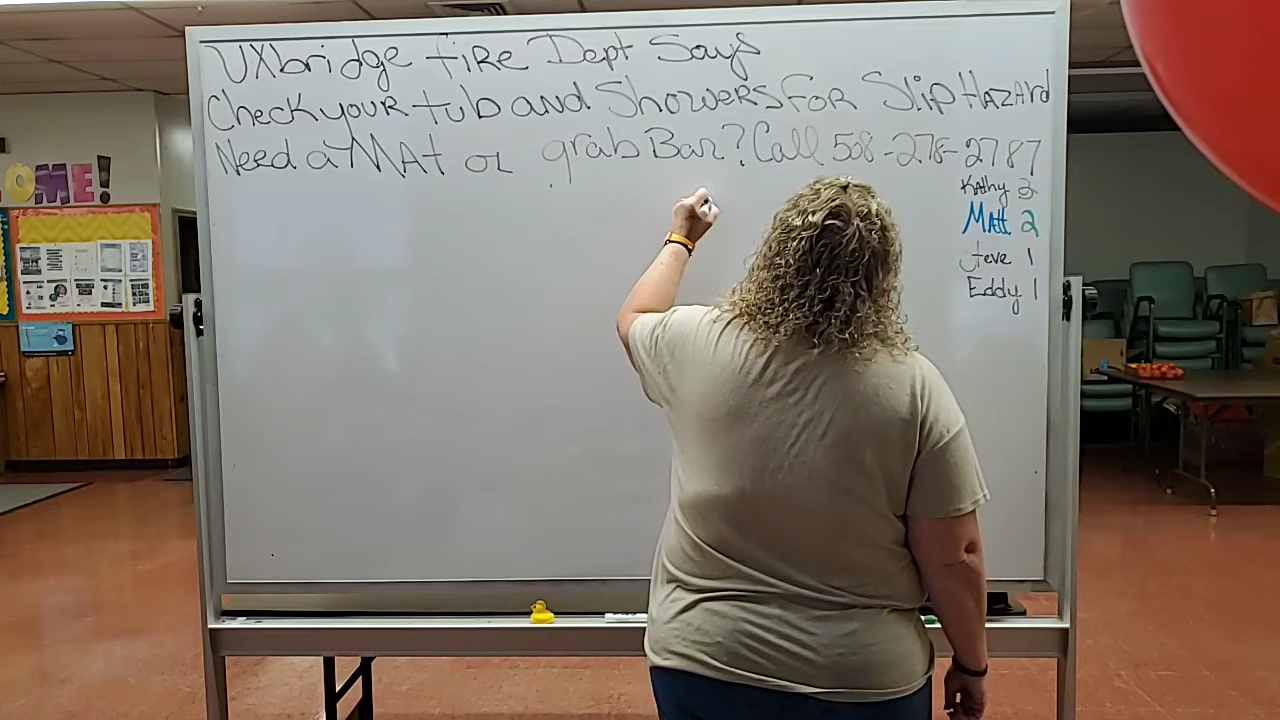 OME!
UXbridge fire Dept Says
Check your tub and Showers For Slip HazArd
Need a MAt or grab Bar? Call 508-278-2787
Kathy 3
Matt 2
Steve 1
Eddy 1